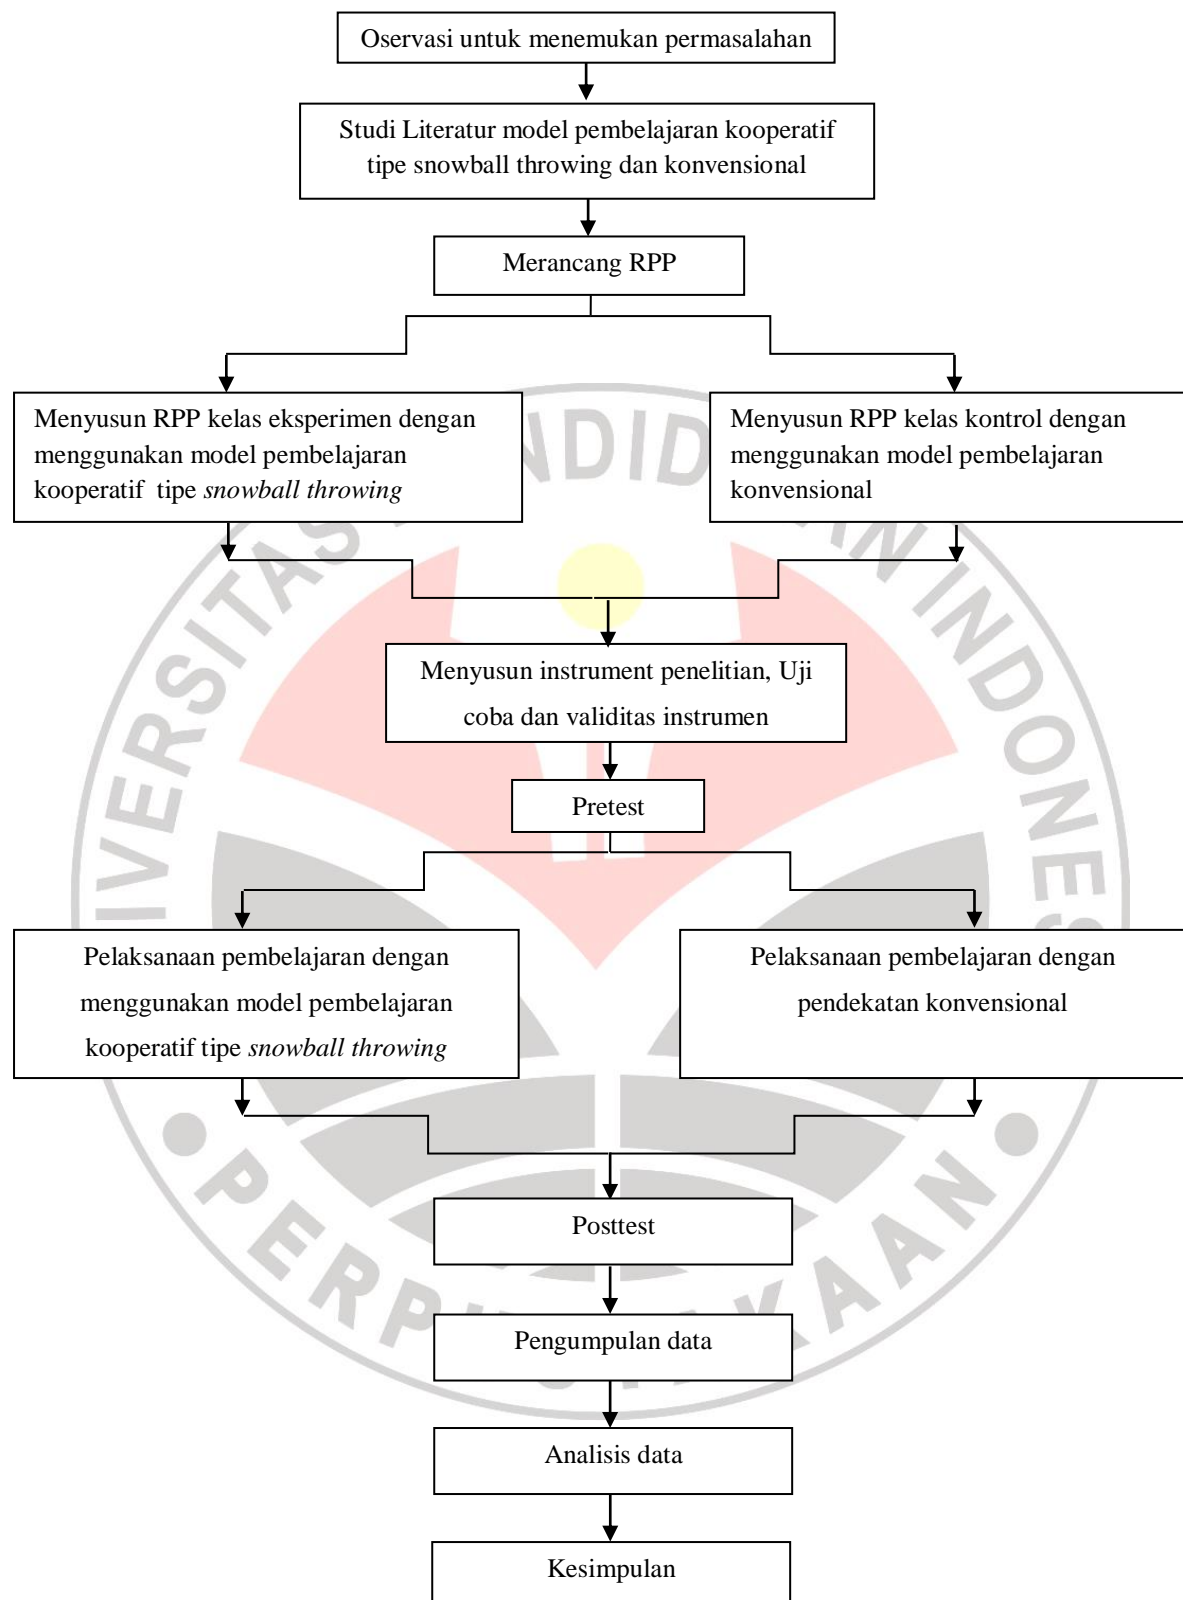 Oservasi untuk menemukan permasalahan
Studi Literatur model pembelajaran kooperatif
tipe snowball throwing dan konvensional
Merancang RPP
Menyusun RPP kelas eksperimen dengan
menggunakan model pembelajaran
kooperatif tipe snowball throwing
Menyusun RPP kelas kontrol dengan
menggunakan model pembelajaran
konvensional
Menyusun instrument penelitian, Uji
coba dan validitas instrumen
Pretest
Pelaksanaan pembelajaran dengan
menggunakan model pembelajaran
kooperatif tipe snowball throwing
Pelaksanaan pembelajaran dengan
pendekatan konvensional
Posttest
Pengumpulan data
Analisis data
Kesimpulan